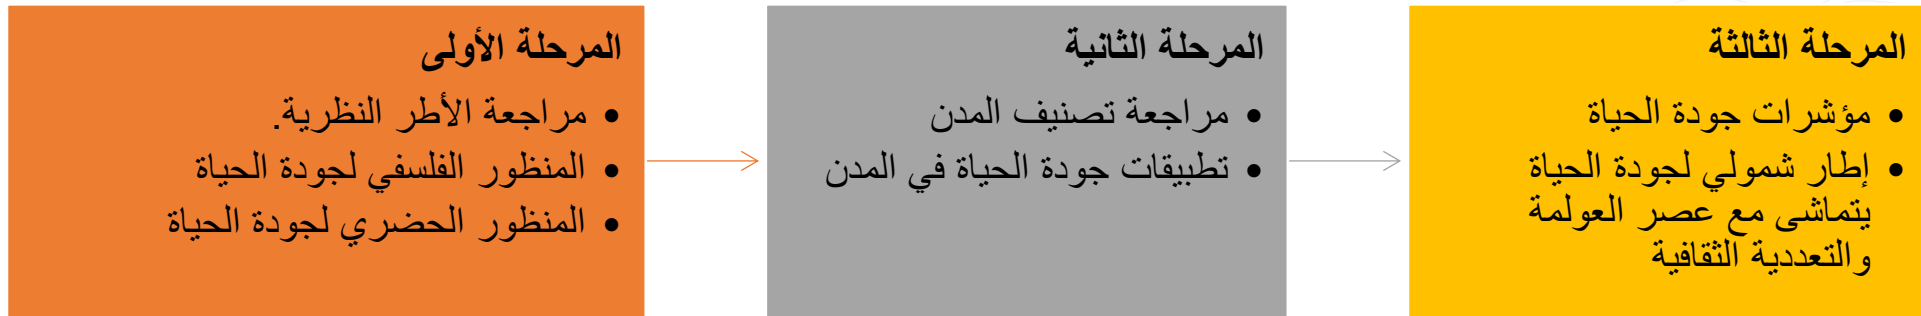 المرحلة الأولى
• مراجعة الأطر النظرية.
• المنظور الفلسفي لجودة الحياة
• المنظور الحضري لجودة الحياة
المرحلة الثانية
• مراجعة تصنيف المدن
• تطبيقات جودة الحياة في المدن
المرحلة الثالثة
• مؤشرات جودة الحياة
• إطار شمولي لجودة الحياة
يتماشى مع عصر العولمة
والتعددية الثقافية